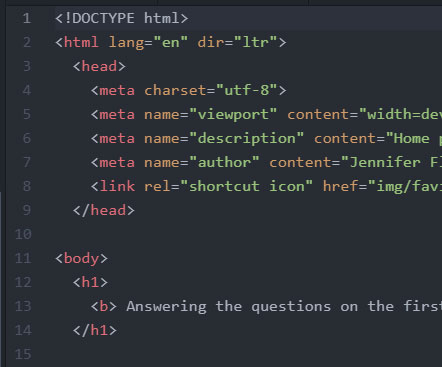 1 <!DOCTYPE html>
2 <html lang="en" dir="ltr">
3 <head>
4 <meta charset="utf-8">
5 <meta name="viewport" content="width=dev
6 <meta name="description" content="Home
7 <meta name="author" content="Jennifer
8 <link rel="shortcut icon" href="img/favi
9 </head>
10
11 <body>
12 <h1>
13 <b> Answering the questions on the first
14 </h1>
15